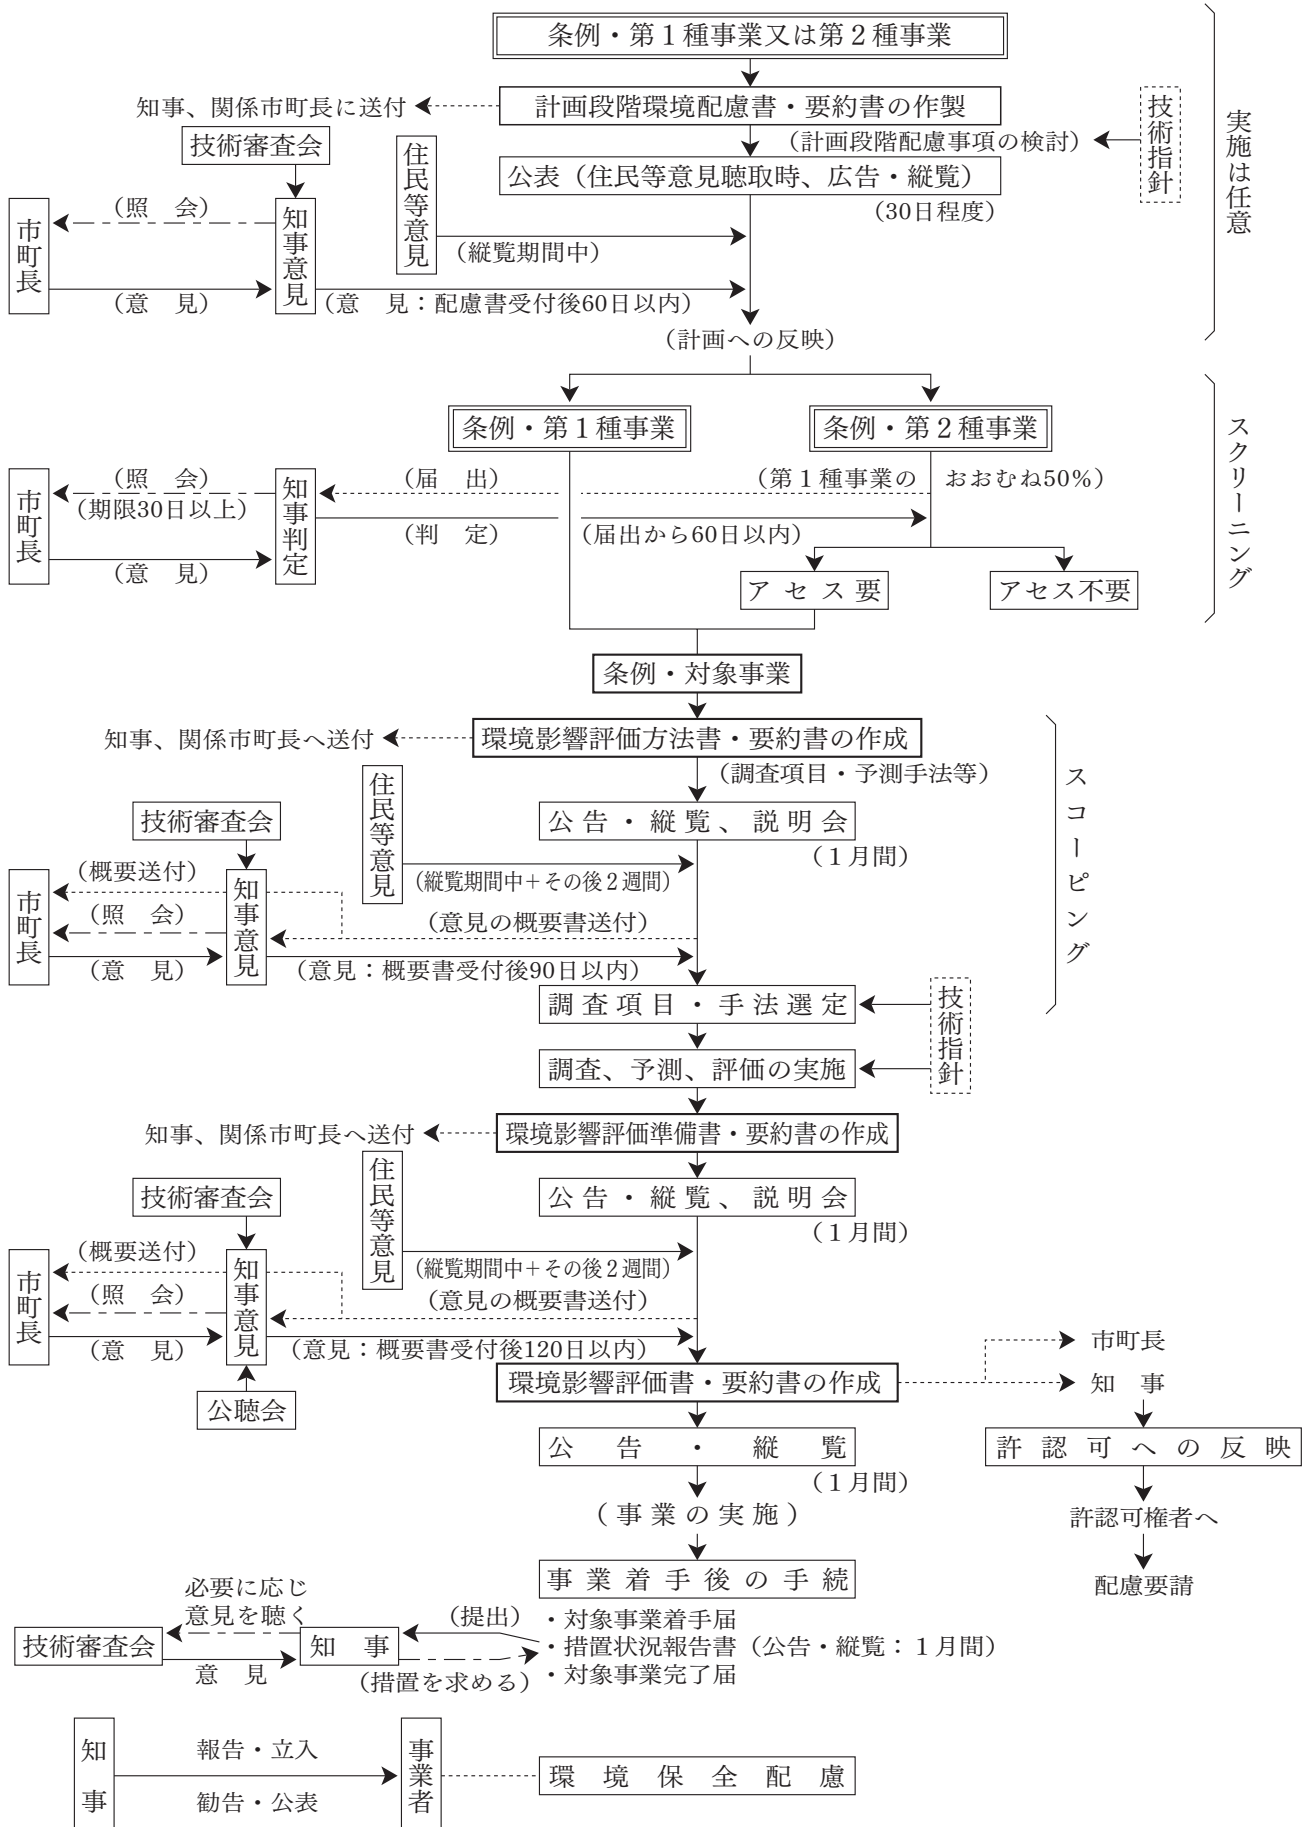 条例・第１種事業又は第２種事業
知事、関係市町長に送付
計画段階環境配慮書・要約書の作製
技術審査会
住民等意見
（計画段階配慮事項の検討）
技術指針
公表（住民等意見聴取時、広告・縦覧）
（30日程度）
実施は任意
市町長
（照　会）
知事意見
（縦覧期間中）
（意　見）
（意　見：配慮書受付後60日以内）
（計画への反映）
条例・第１種事業
条例・第２種事業
スクリーニング
市町長
（照　会）
（期限30日以上）
知事判定
（届　出）
（第１種事業の　おおむね50％）
（判　定）
（届出から60日以内）
（意　見）
アセス要
アセス不要
条例・対象事業
知事、関係市町長へ送付
環境影響評価方法書・要約書の作成
（調査項目・予測手法等）
スコーピング
技術審査会
住民等意見
公告・縦覧、説明会
（１月間）
（縦覧期間中＋その後２週間）
市町長
（概要送付）
知事意見
（照　会）
（意見の概要書送付）
（意　見）
（意見：概要書受付後90日以内）
調査項目・手法選定
技術指針
調査、予測、評価の実施
知事、関係市町長へ送付
環境影響評価準備書・要約書の作成
技術審査会
住民等意見
公告・縦覧、説明会
（１月間）
（縦覧期間中＋その後２週間）
市町長
（概要送付）
知事意見
（照　会）
（意見の概要書送付）
（意　見）
（意見：概要書受付後120日以内）
公聴会
環境影響評価書・要約書の作成
市町長
知　事
公告・縦覧
（１月間）
許認可への反映
（事業の実施）
許認可権者へ
配慮要請
事業着手後の手続
必要に応じ
意見を聴く
技術審査会
意　見
知　事
（提出）
（措置を求める）
・対象事業着手届
・措置状況報告書（公告・縦覧：１月間）
・対象事業完了届
知　事
報告・立入
勧告・公表
事業者
環境保全配慮